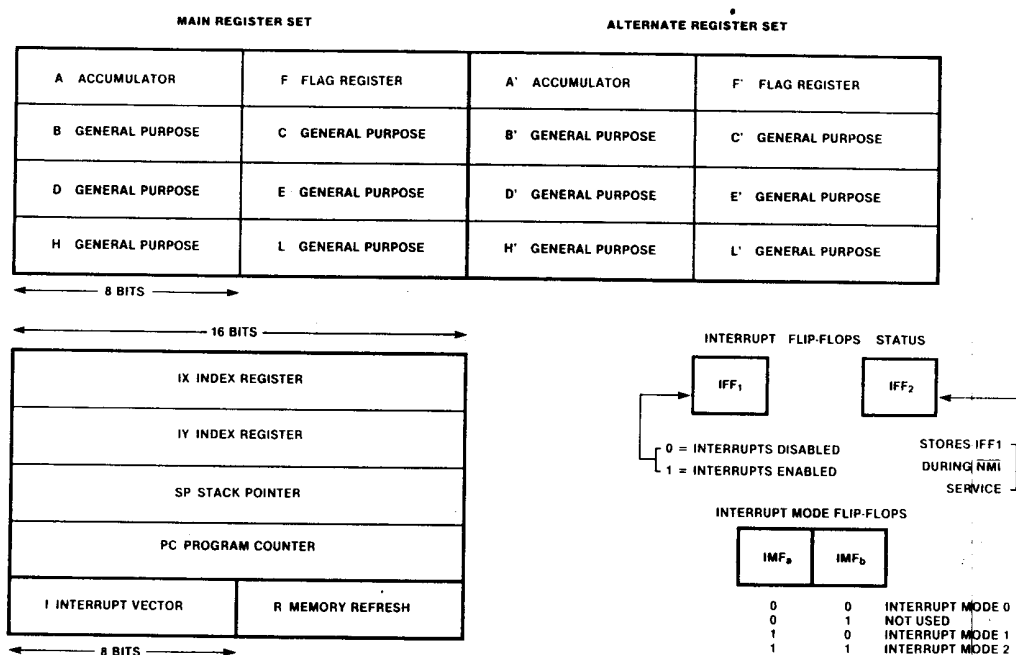 MAIN REGISTER SET
ALTERNATE REGISTER SET
A ACCUMULATOR
F FLAG REGISTER
A' ACCUMULATOR
F' FLAG REGISTER
B GENERAL PURPOSE
C GENERAL PURPOSE
B' GENERAL PURPOSE
C' GENERAL PURPOSE
D GENERAL PURPOSE
E GENERAL PURPOSE
D' GENERAL PURPOSE
E' GENERAL PURPOSE
H GENERAL PURPOSE
L GENERAL PURPOSE
H' GENERAL PURPOSE
L' GENERAL PURPOSE
8 BITS
16 BITS
IX INDEX REGISTER
IY INDEX REGISTER
SP STACK POINTER
PC PROGRAM COUNTER
I INTERRUPT VECTOR
R MEMORY REFRESH
8 BITS
INTERRUPT FLIP-FLOPS STATUS
IFF₁
IFF₂
0 = INTERRUPTS DISABLED
1 = INTERRUPTS ENABLED
STORES IFF1
DURING N̅M̅I̅
SERVICE
INTERRUPT MODE FLIP-FLOPS
IMFₐ
IMFb
0 0 INTERRUPT MODE 0
0 1 NOT USED
1 0 INTERRUPT MODE 1
1 1 INTERRUPT MODE 2